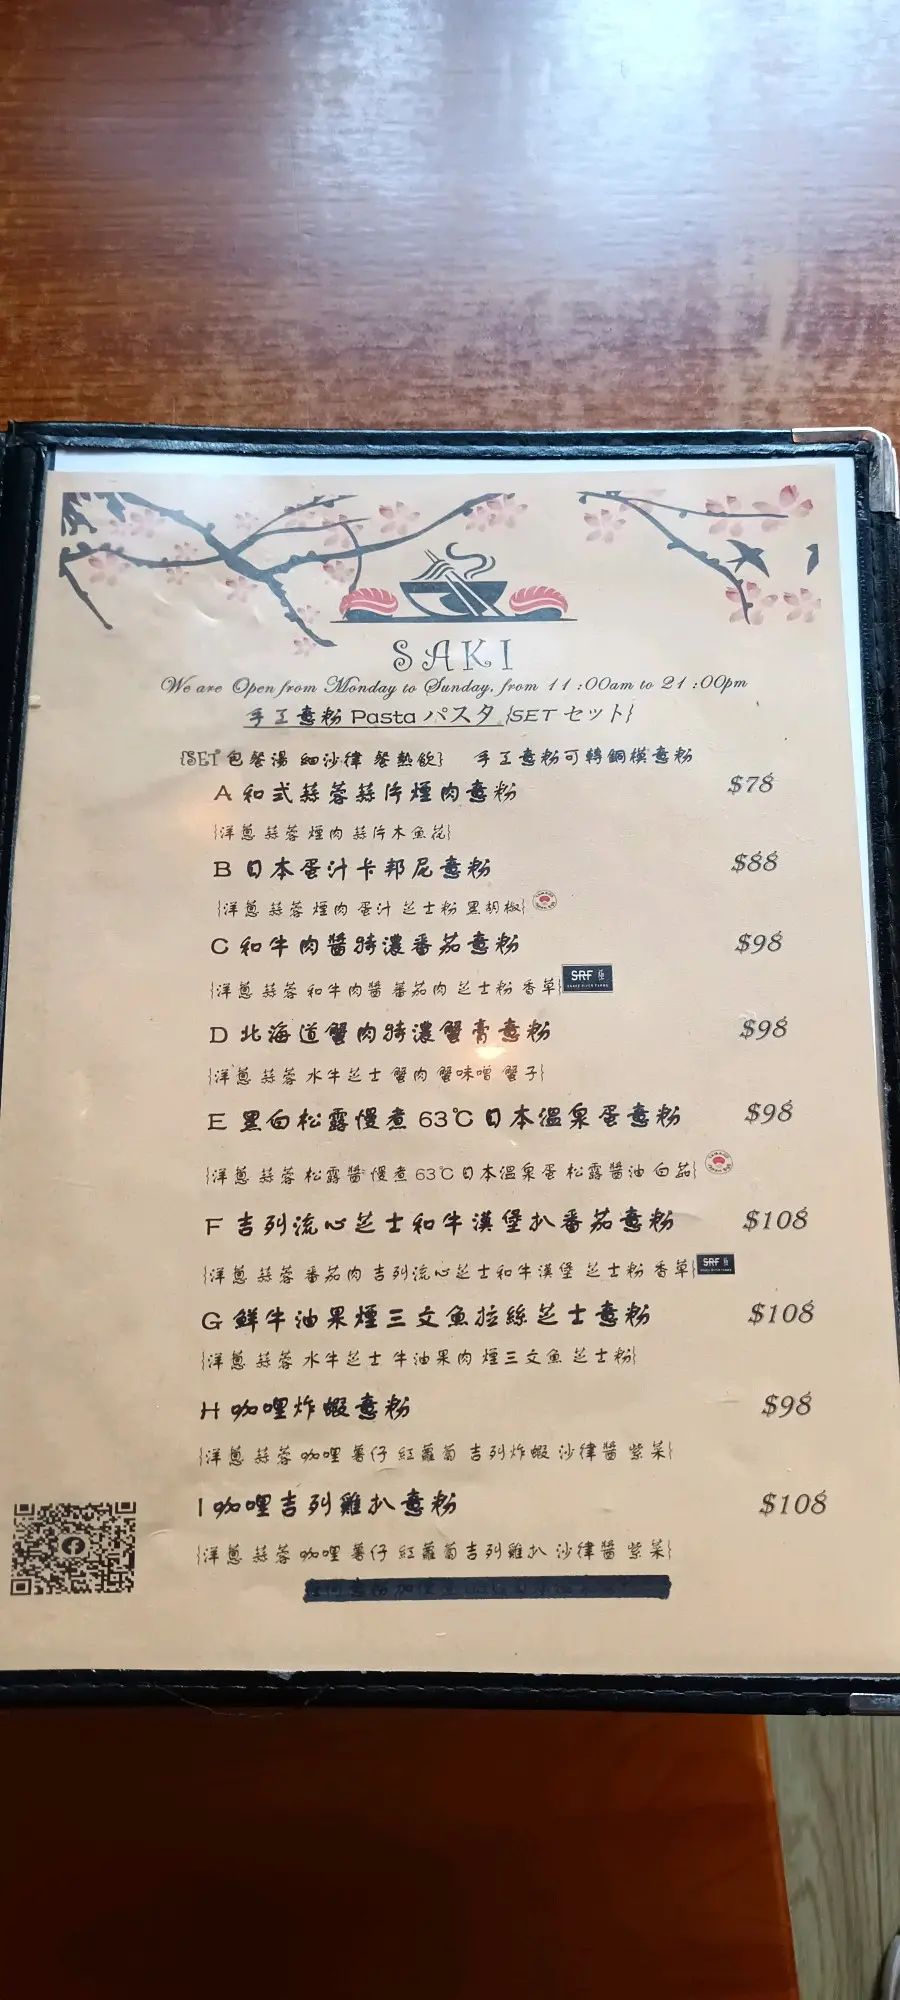 SAKI
We are Open from Monday to Sunday, from 11:00am to 21:00pm
手工意粉 Pasta パスタ {SET セット}
{SET 包餐湯 細沙律 餐熱飲} 手工意粉可轉銅模意粉
A 和式蒜蓉蒜片煙肉意粉 $78
{洋蔥 蒜蓉 煙肉 蒜片木魚花}
B 日本蛋汁卡邦尼意粉 $88
{洋蔥 蒜蓉 煙肉 蛋汁 芝士粉 黑胡椒}
C 和牛肉醬特濃番茄意粉 $98
{洋蔥 蒜蓉 和牛肉醬 番茄肉 芝士粉 香草}
SRF 極
SNAKE RIVER FARMS
D 北海道蟹肉特濃蟹膏意粉 $98
{洋蔥 蒜蓉 水牛芝士 蟹肉 蟹味噌 蟹子}
E 黑白松露慢煮 63℃日本溫泉蛋意粉 $98
{洋蔥 蒜蓉 松露醬 慢煮 63℃日本溫泉蛋 松露醬油 白茄}
F 吉列流心芝士和牛漢堡扒番茄意粉 $108
{洋蔥 蒜蓉 番茄肉 吉列流心芝士和牛漢堡 芝士粉 香草}
SRF 極
G 鮮牛油果煙三文魚拉絲芝士意粉 $108
{洋蔥 蒜蓉 水牛芝士 牛油果肉 煙三文魚 芝士粉}
H 咖喱炸蝦意粉 $98
{洋蔥 蒜蓉 咖喱 薯仔 紅蘿蔔 吉列炸蝦 沙律醬 紫菜}
I 咖喱吉列雞扒意粉 $108
{洋蔥 蒜蓉 咖喱 薯仔 紅蘿蔔吉列雞扒 沙律醬 紫菜}